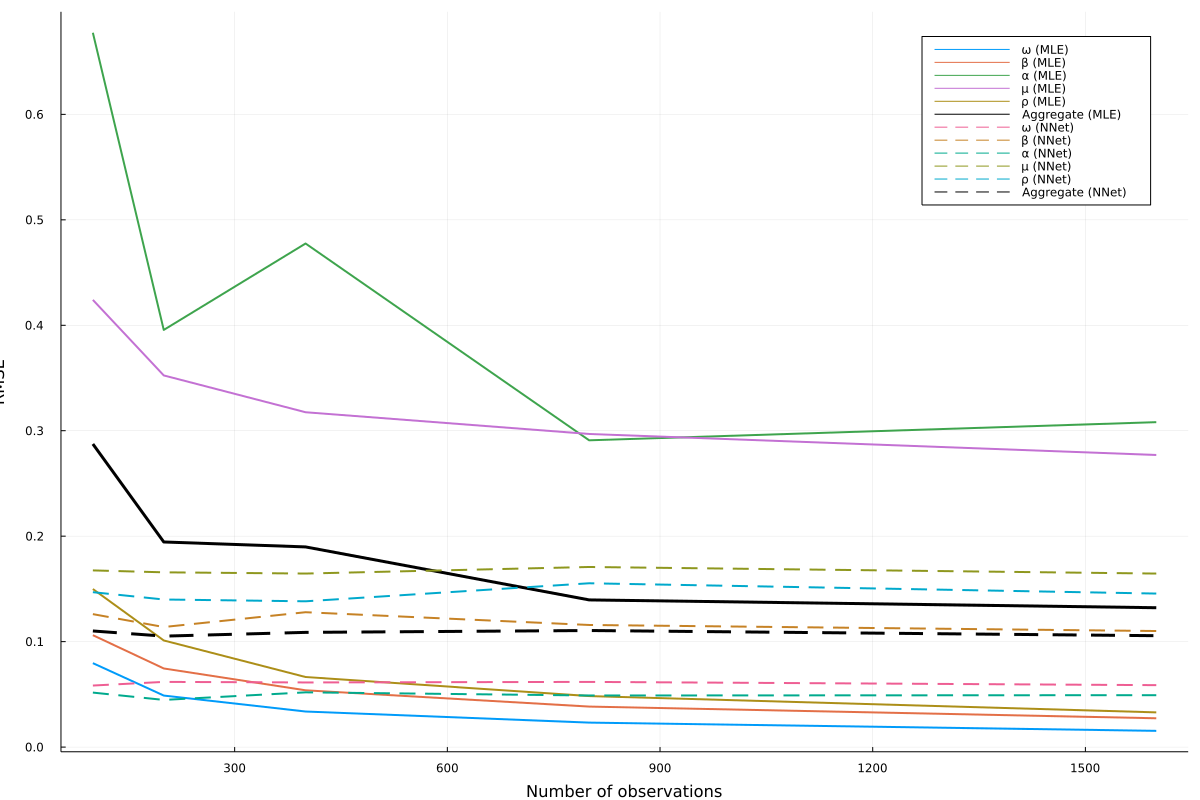 ω (MLE)
β (MLE)
α (MLE)
μ (MLE)
ρ (MLE)
Aggregate (MLE)
ω (NNet)
β (NNet)
α (NNet)
μ (NNet)
ρ (NNet)
Aggregate (NNet)
0.6
0.5
0.4
0.3
0.2
0.1
0.0
300 600 900 1200 1500
Number of observations